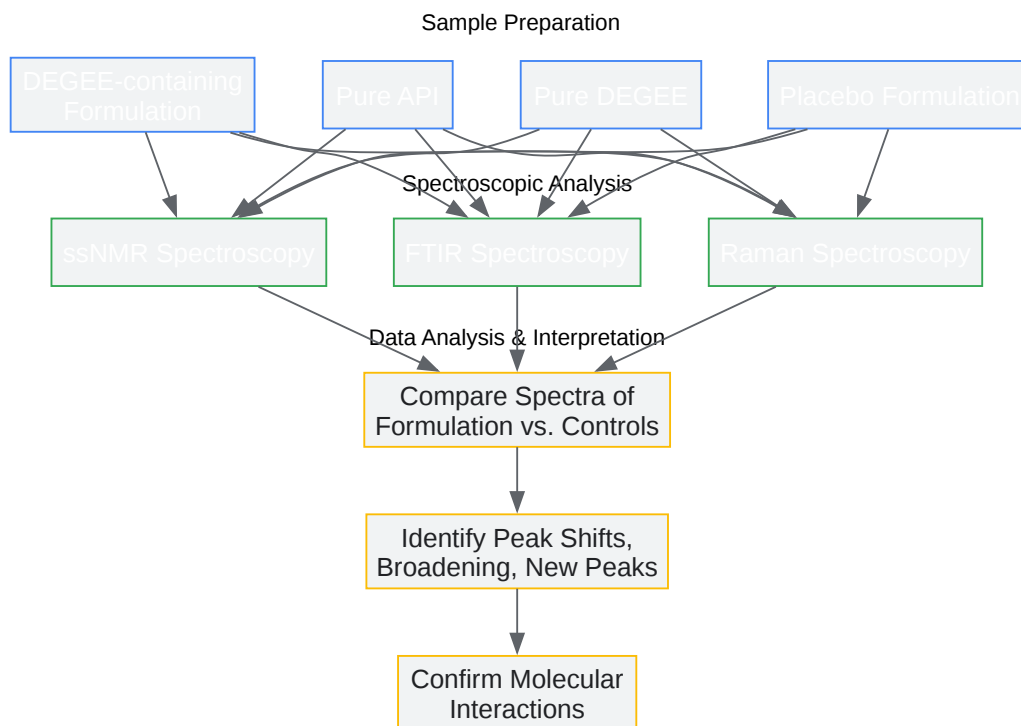 Sample Preparation
DEGEE-containing
Formulation
Pure API
Pure DEGEE
Placebo Formulation
Spectroscopic Analysis
ssNMR Spectroscopy
FTIR Spectroscopy
Raman Spectroscopy
Data Analysis & Interpretation
Compare Spectra of
Formulation vs. Controls
Identify Peak Shifts,
Broadening, New Peaks
Confirm Molecular
Interactions